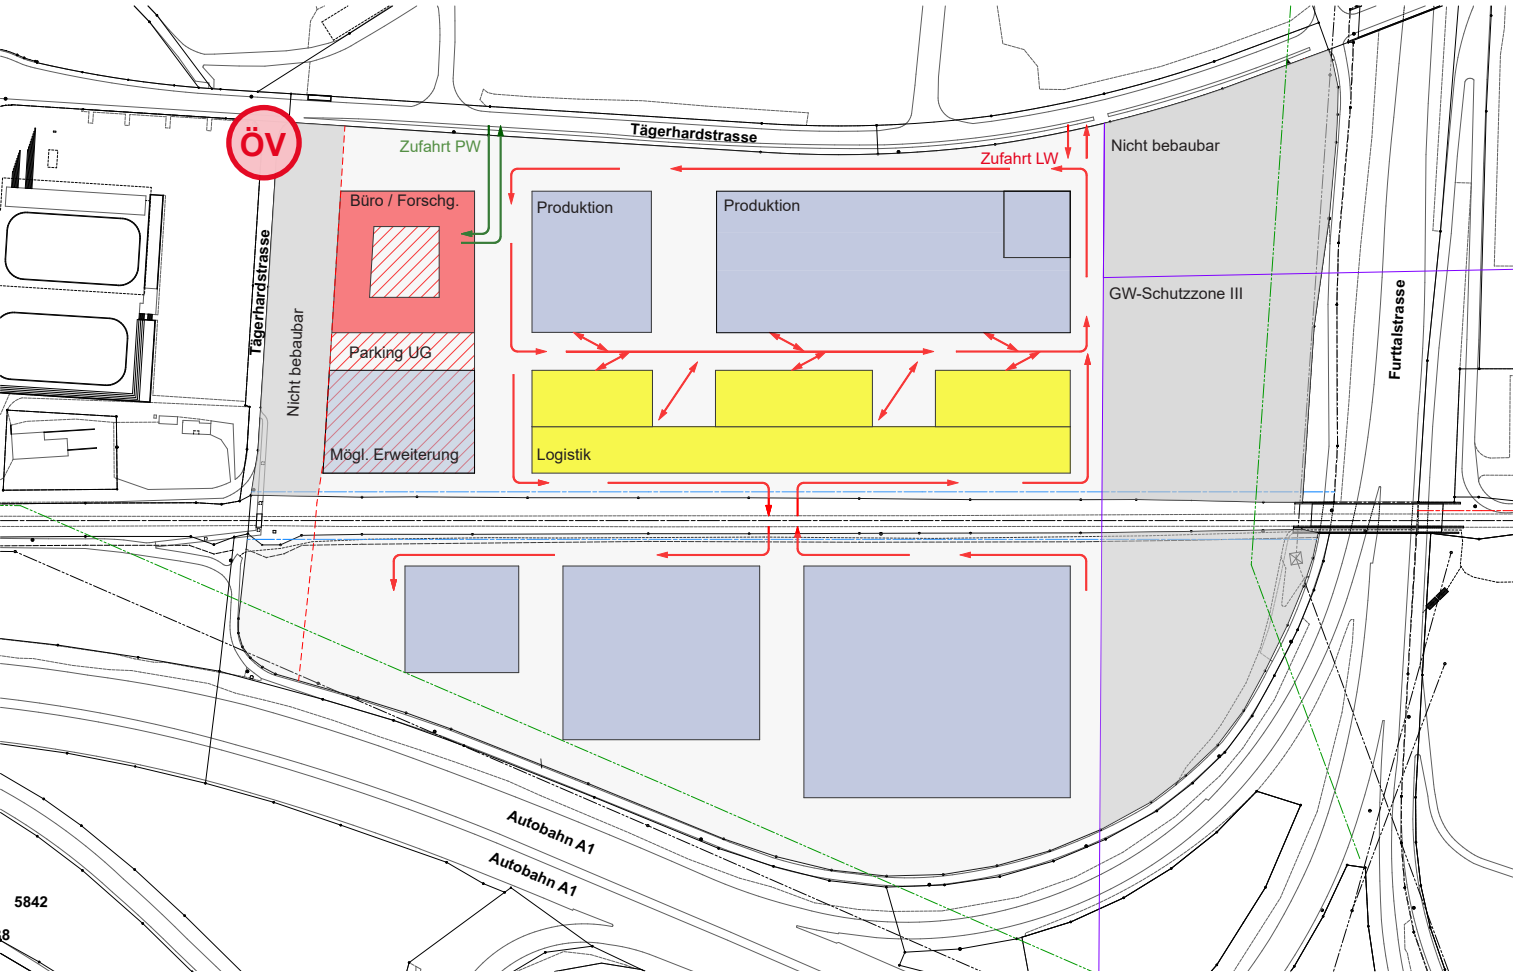 ÖV
Tägerhardstrasse
Zufahrt PW
Zufahrt LW
Nicht bebaubar
Büro / Forschg.
Produktion
Produktion
Tägerhardstrasse
Nicht bebaubar
GW-Schutzzone III
Furttalstrasse
Parking UG
Mögl. Erweiterung
Logistik
Autobahn A1
Autobahn A1
5842
8